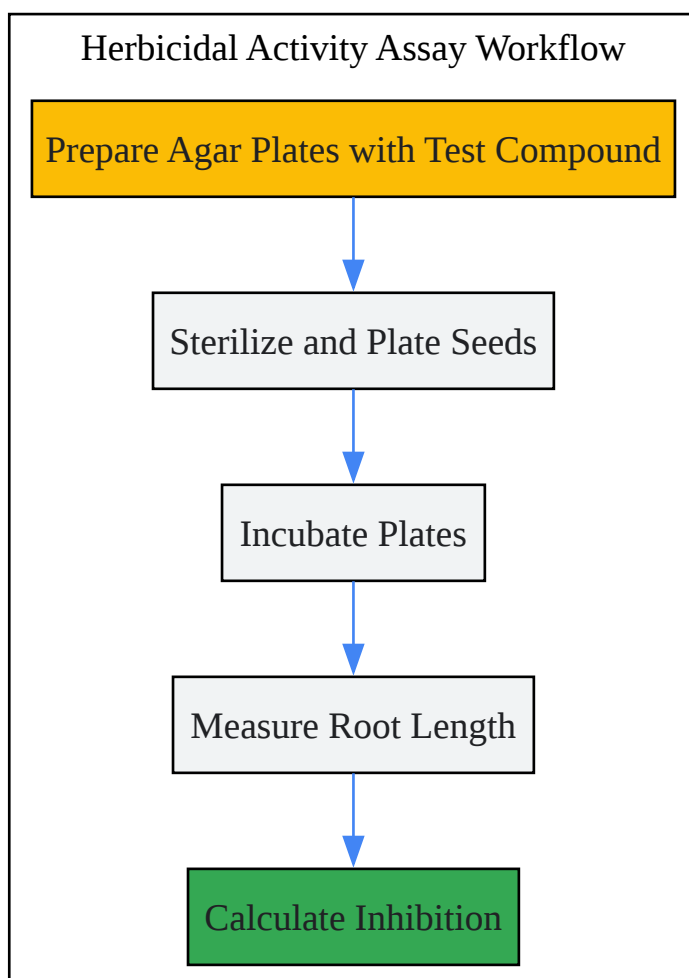 Herbicidal Activity Assay Workflow
Prepare Agar Plates with Test Compound
Sterilize and Plate Seeds
Incubate Plates
Measure Root Length
Calculate Inhibition